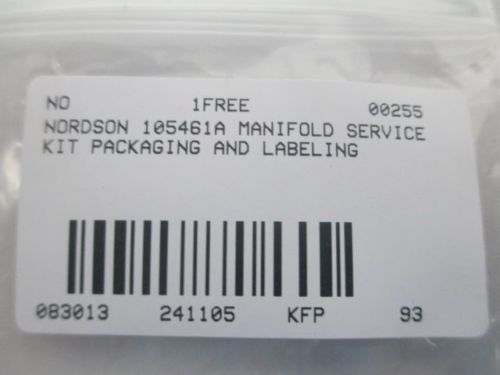 NO 1FREE 00255
NORDSON 105461A MANIFOLD SERVICE
KIT PACKAGING AND LABELING
083013 241105 KFP 93